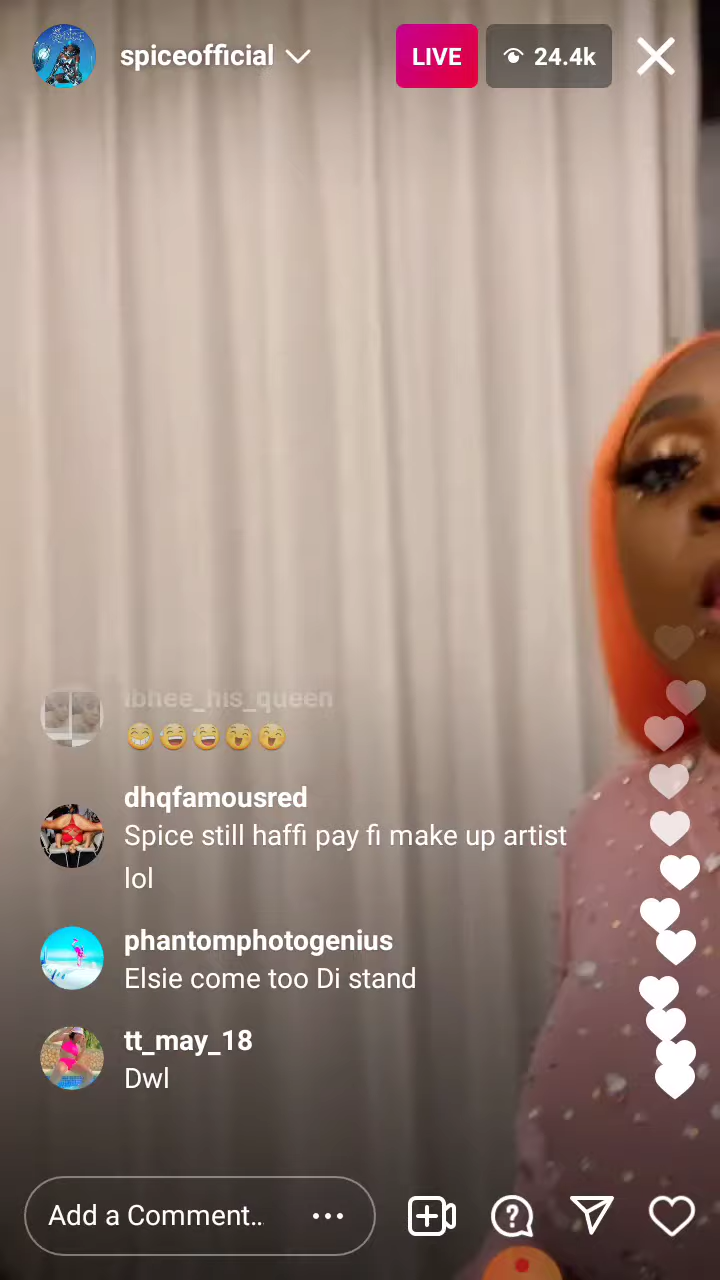 spiceofficial
LIVE
24.4k
ibhee_his_queen
dhqfamousred
Spice still haffi pay fi make up artist
lol
phantomphotogenius
Elsie come too Di stand
tt_may_18
Dwl
Add a Comment..